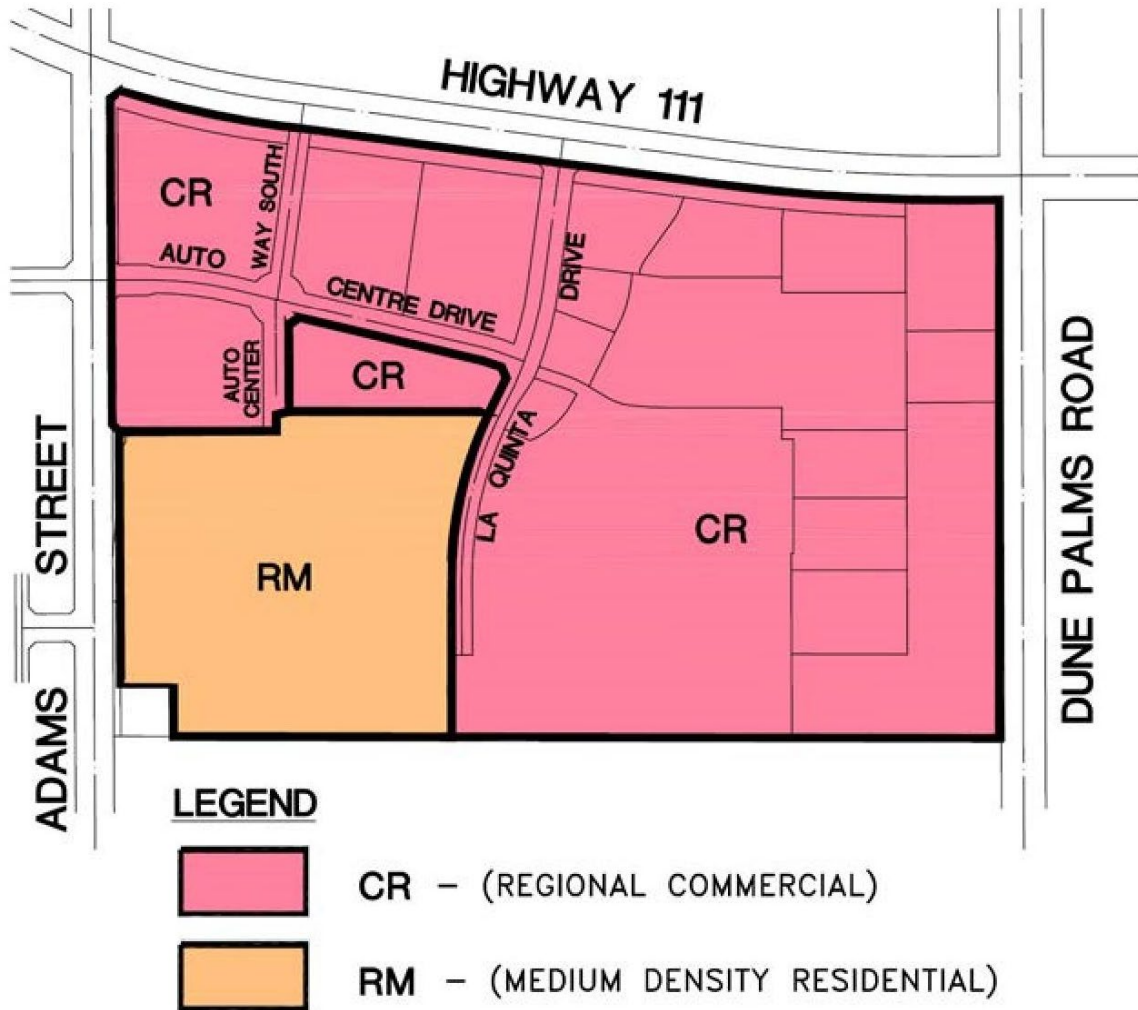 HIGHWAY 111
CR
WAY SOUTH
AUTO
CENTRE DRIVE
DRIVE
AUTO
CENTER
CR
LA QUINTA
CR
RM
ADAMS STREET
DUNE PALMS ROAD
LEGEND
CR - (REGIONAL COMMERCIAL)
RM - (MEDIUM DENSITY RESIDENTIAL)